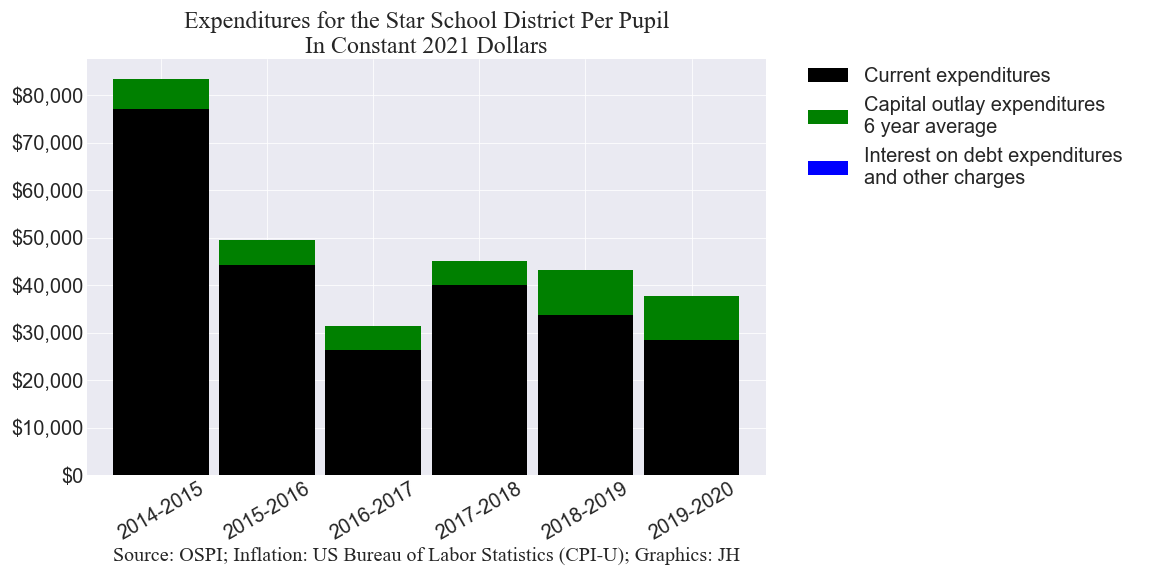 Expenditures for the Star School District Per Pupil
In Constant 2021 Dollars
$80,000
$70,000
$60,000
$50,000
$40,000
$30,000
$20,000
$10,000
$0
2014-2015
2015-2016
2016-2017
2017-2018
2018-2019
2019-2020
Current expenditures
Capital outlay expenditures
6 year average
Interest on debt expenditures
and other charges
Source: OSPI; Inflation: US Bureau of Labor Statistics (CPI-U); Graphics: JH